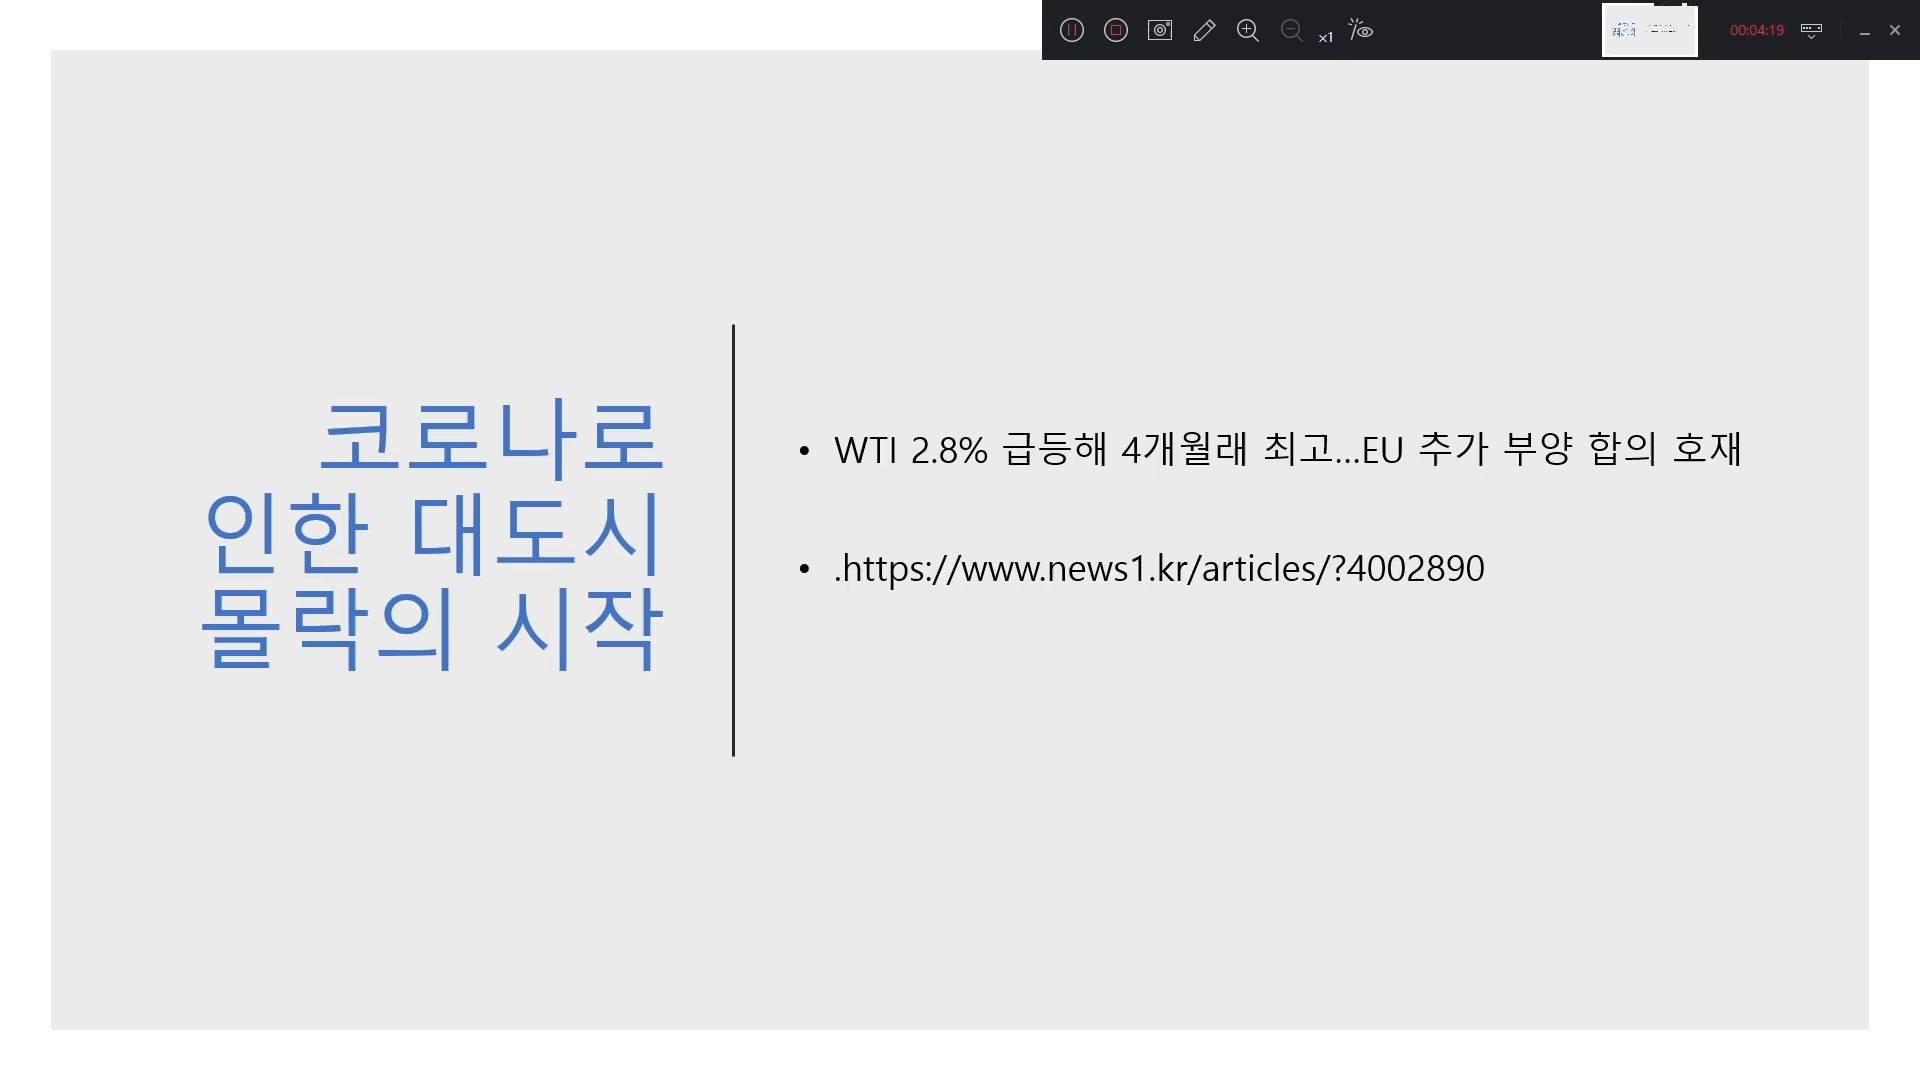 x1
00:04:19
코로나로
인한 대도시
몰락의 시작
• WTI 2.8% 급등해 4개월래 최고...EU 추가 부양 합의 호재
• .https://www.news1.kr/articles/?4002890